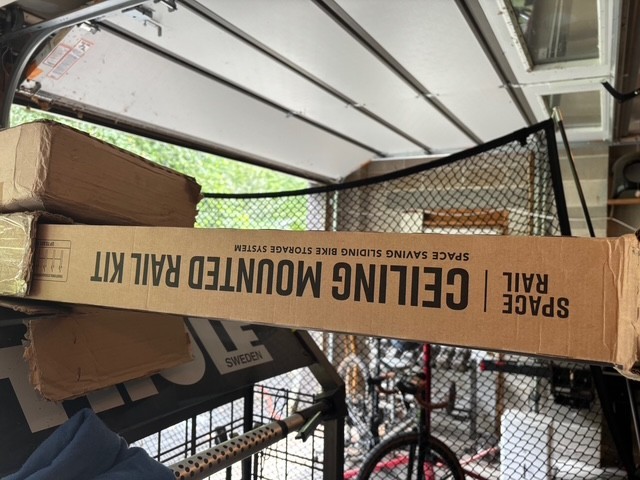 SPACE
RAIL
CEILING MOUNTED RAIL KIT
SPACE SAVING SLIDING BIKE STORAGE SYSTEM
SWEDEN